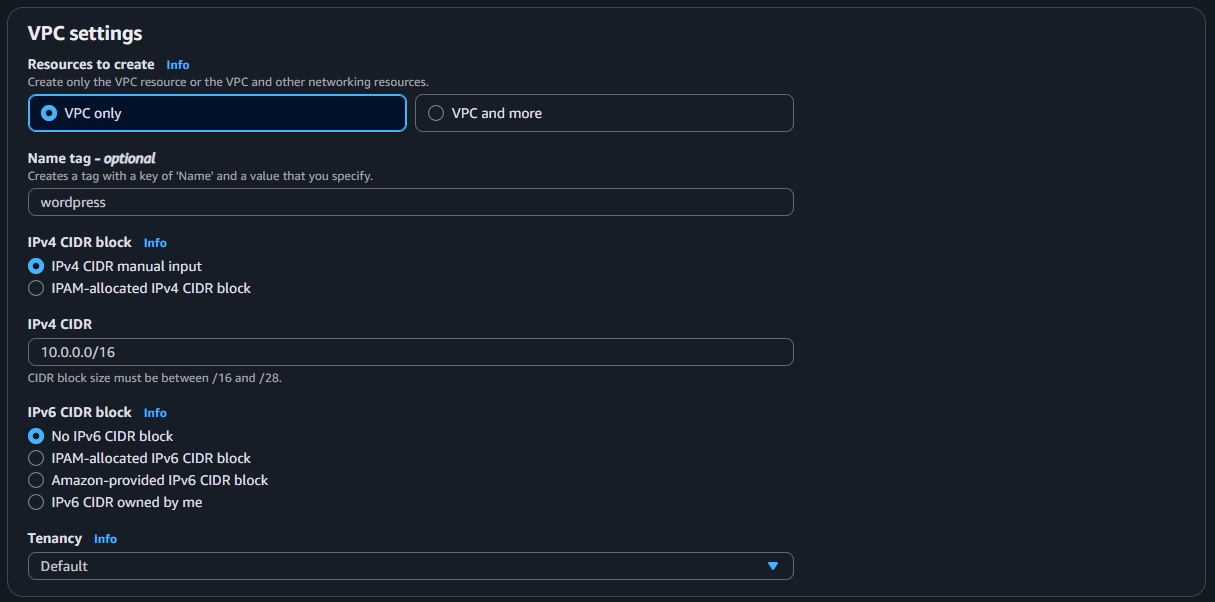 VPC settings
Resources to create Info
Create only the VPC resource or the VPC and other networking resources.
VPC only VPC and more
Name tag - optional
Creates a tag with a key of 'Name' and a value that you specify.
wordpress
IPv4 CIDR block Info
IPv4 CIDR manual input
IPAM-allocated IPv4 CIDR block
IPv4 CIDR
10.0.0.0/16
CIDR block size must be between /16 and /28.
IPv6 CIDR block Info
No IPv6 CIDR block
IPAM-allocated IPv6 CIDR block
Amazon-provided IPv6 CIDR block
IPv6 CIDR owned by me
Tenancy Info
Default